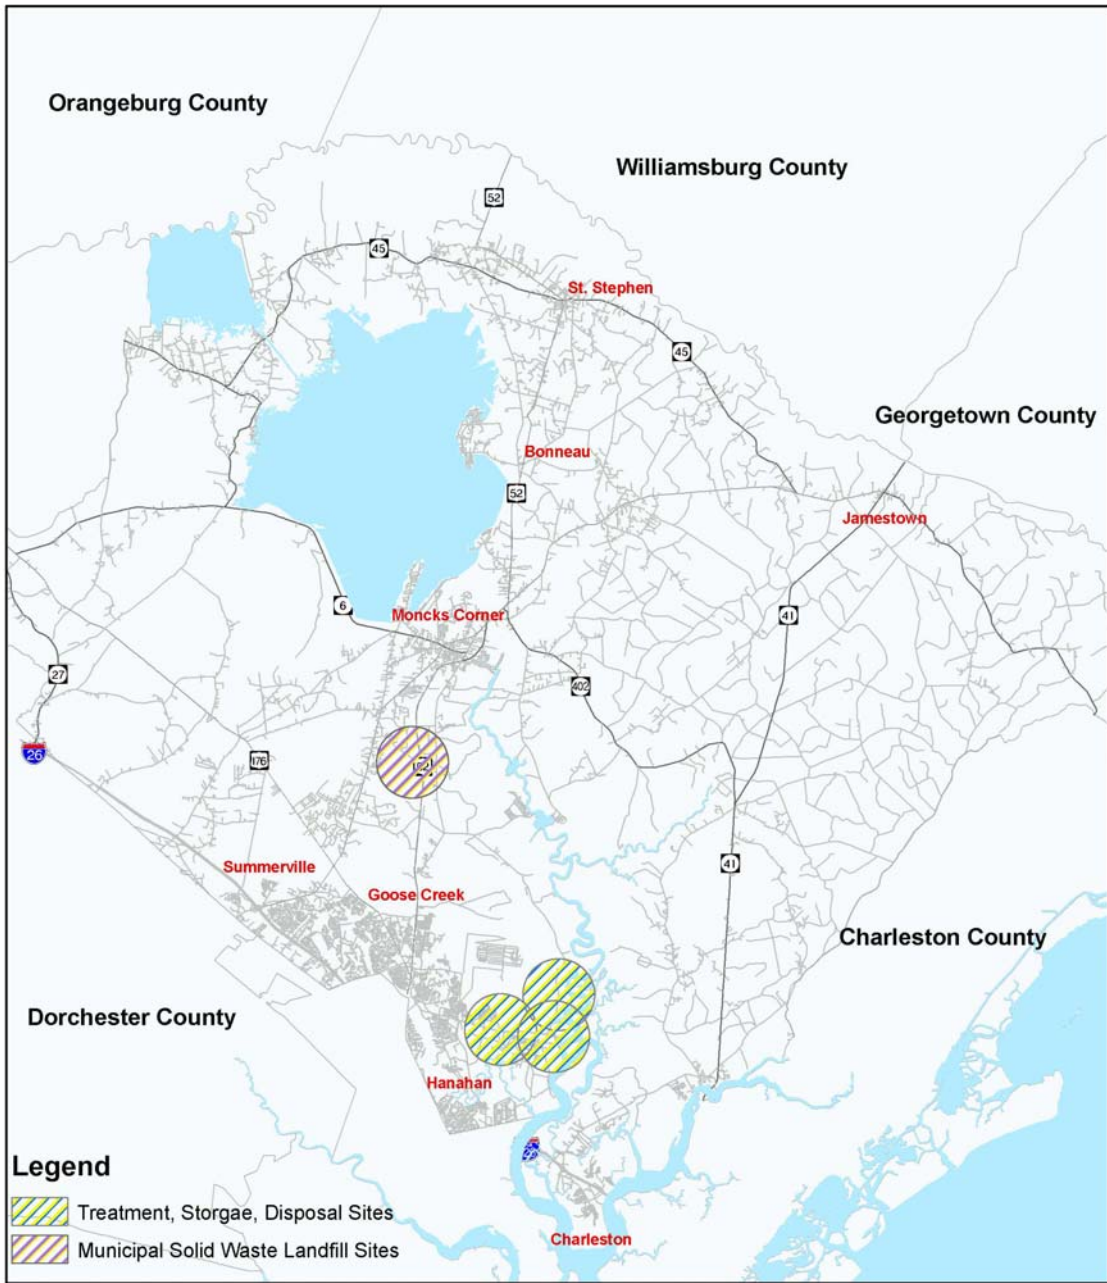 Orangeburg County
Williamsburg County
52
45
St. Stephen
45
Georgetown County
Bonneau
52
Jamestown
6
Moncks Corner
41
27
402
26
176
41
Summerville
Goose Creek
Charleston County
Dorchester County
Hanahan
Legend
Treatment, Storgae, Disposal Sites
Municipal Solid Waste Landfill Sites
Charleston